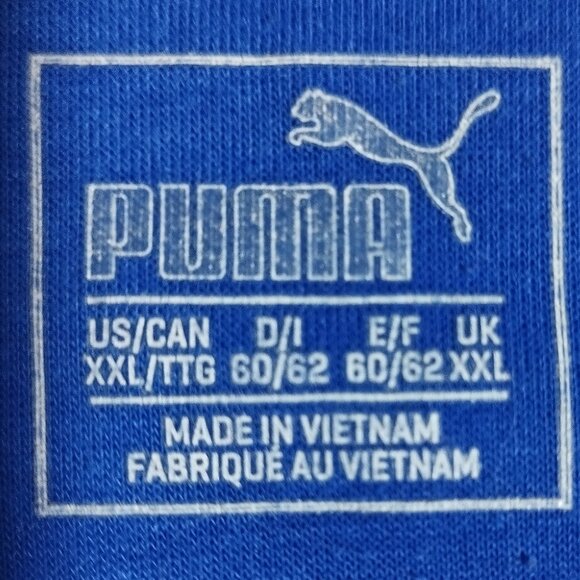 PUMA
US/CAN D/I E/F UK
XXL/TTG 60/62 60/62 XXL
MADE IN VIETNAM
FABRIQUÉ AU VIETNAM